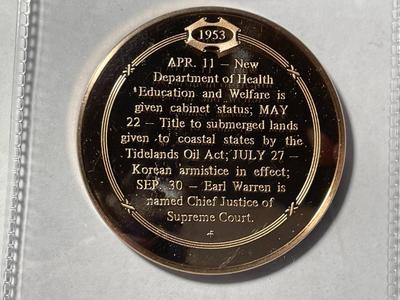 1953
APR. 11 – New
Department of Health
Education and Welfare is
given cabinet status; MAY
22 – Title to submerged lands
given to coastal states by the
Tidelands Oil Act; JULY 27 –
Korean armistice in effect;
SEP. 30 – Earl Warren is
named Chief Justice of
Supreme Court.